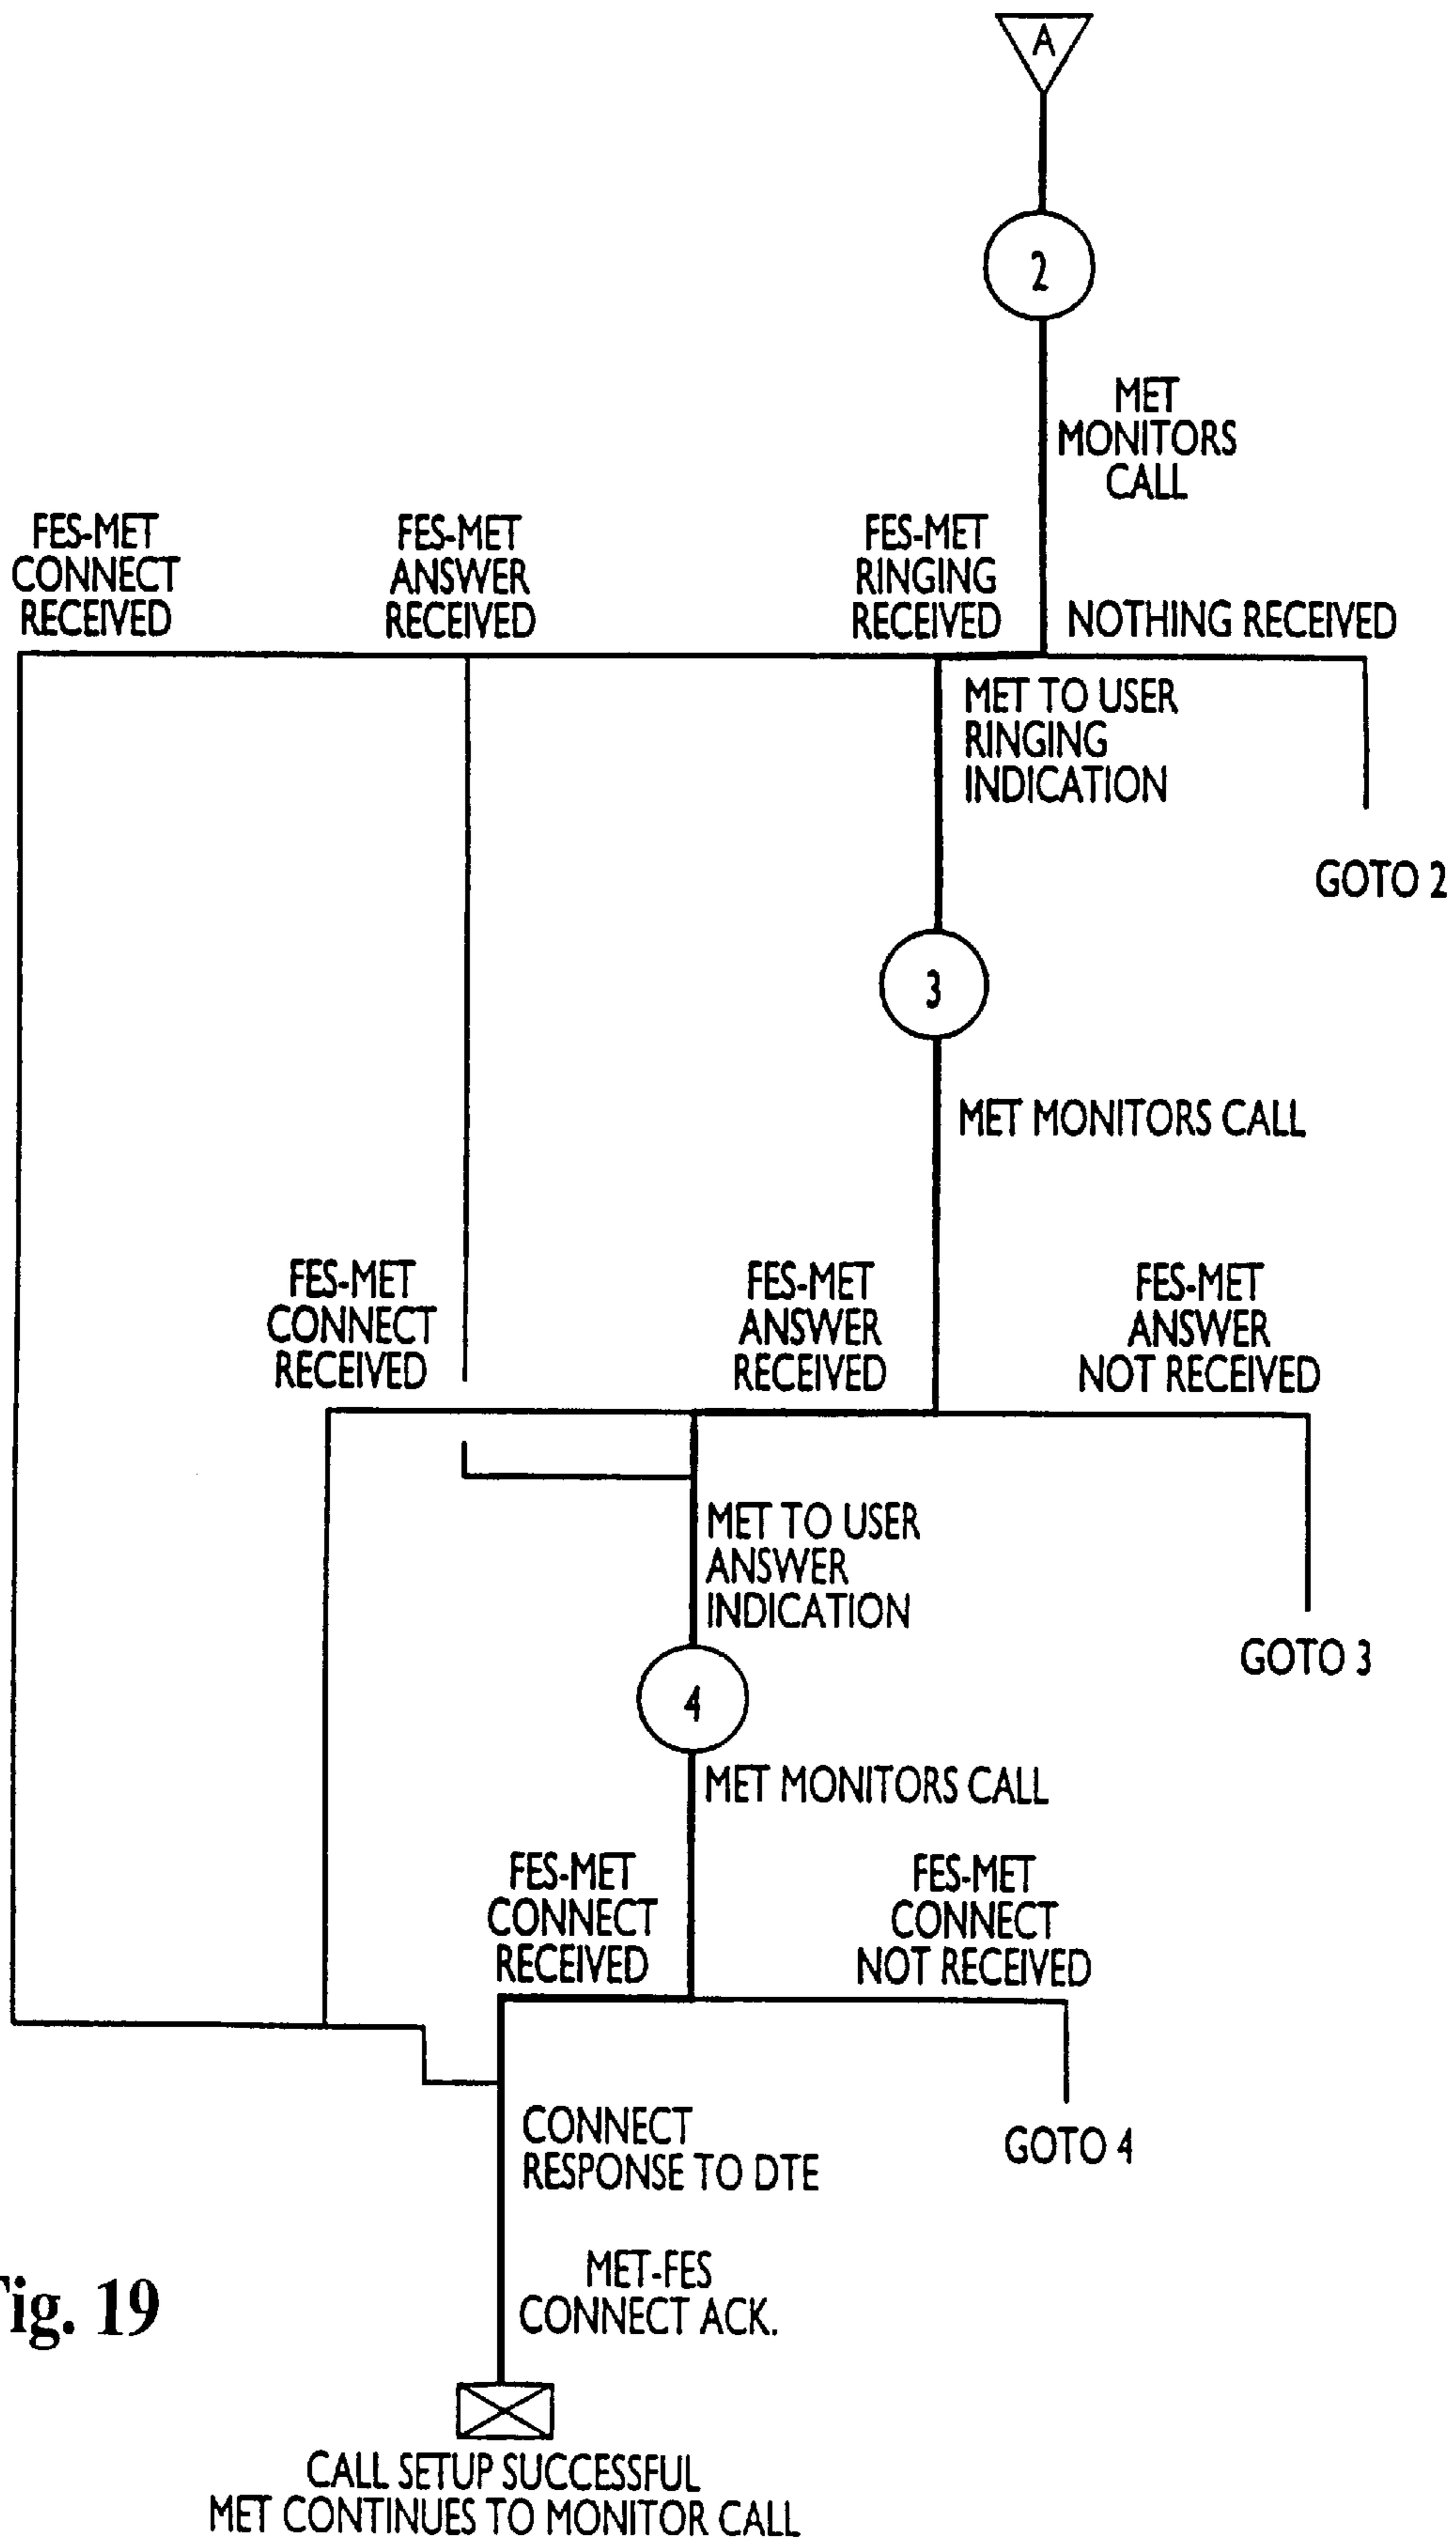 A
2
MET
MONITORS
CALL
FES-MET
CONNECT
RECEIVED
FES-MET
ANSWER
RECEIVED
FES-MET
RINGING
RECEIVED
NOTHING RECEIVED
MET TO USER
RINGING
INDICATION
GOTO 2
3
MET MONITORS CALL
FES-MET
CONNECT
RECEIVED
FES-MET
ANSWER
RECEIVED
FES-MET
ANSWER
NOT RECEIVED
MET TO USER
ANSWER
INDICATION
GOTO 3
4
MET MONITORS CALL
FES-MET
CONNECT
RECEIVED
FES-MET
CONNECT
NOT RECEIVED
CONNECT
RESPONSE TO DTE
GOTO 4
MET-FES
CONNECT ACK.
Fig. 19
CALL SETUP SUCCESSFUL
MET CONTINUES TO MONITOR CALL